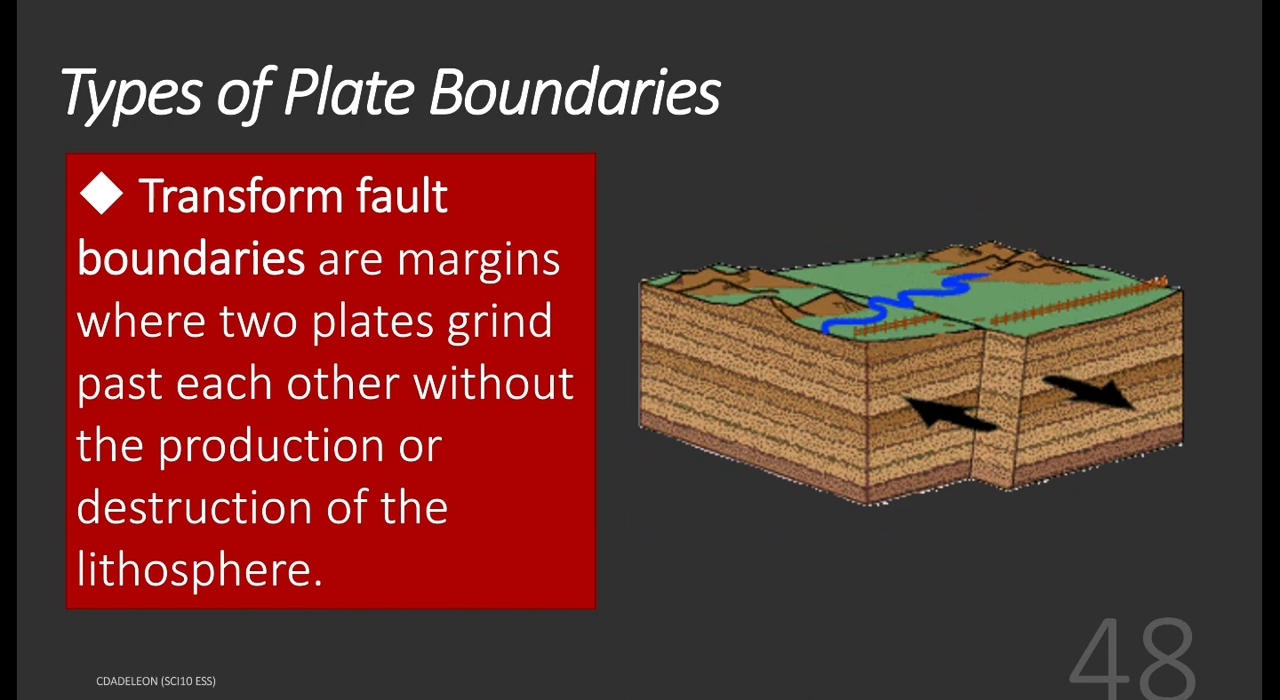 Types of Plate Boundaries
◆ Transform fault
boundaries are margins
where two plates grind
past each other without
the production or
destruction of the
lithosphere.
CDADELEON (SCI10 ESS)
48